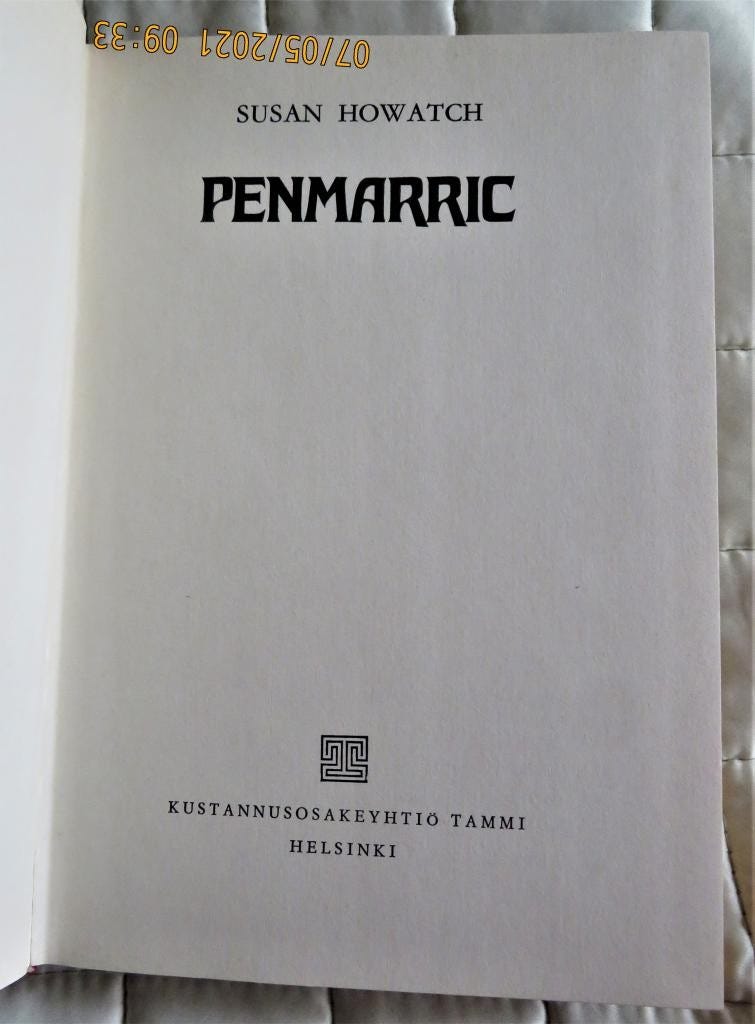 07/05/2021 09:33
SUSAN HOWATCH
PENMARRIC
KUSTANNUSOSAKEYHTIÖ TAMMI
HELSINKI